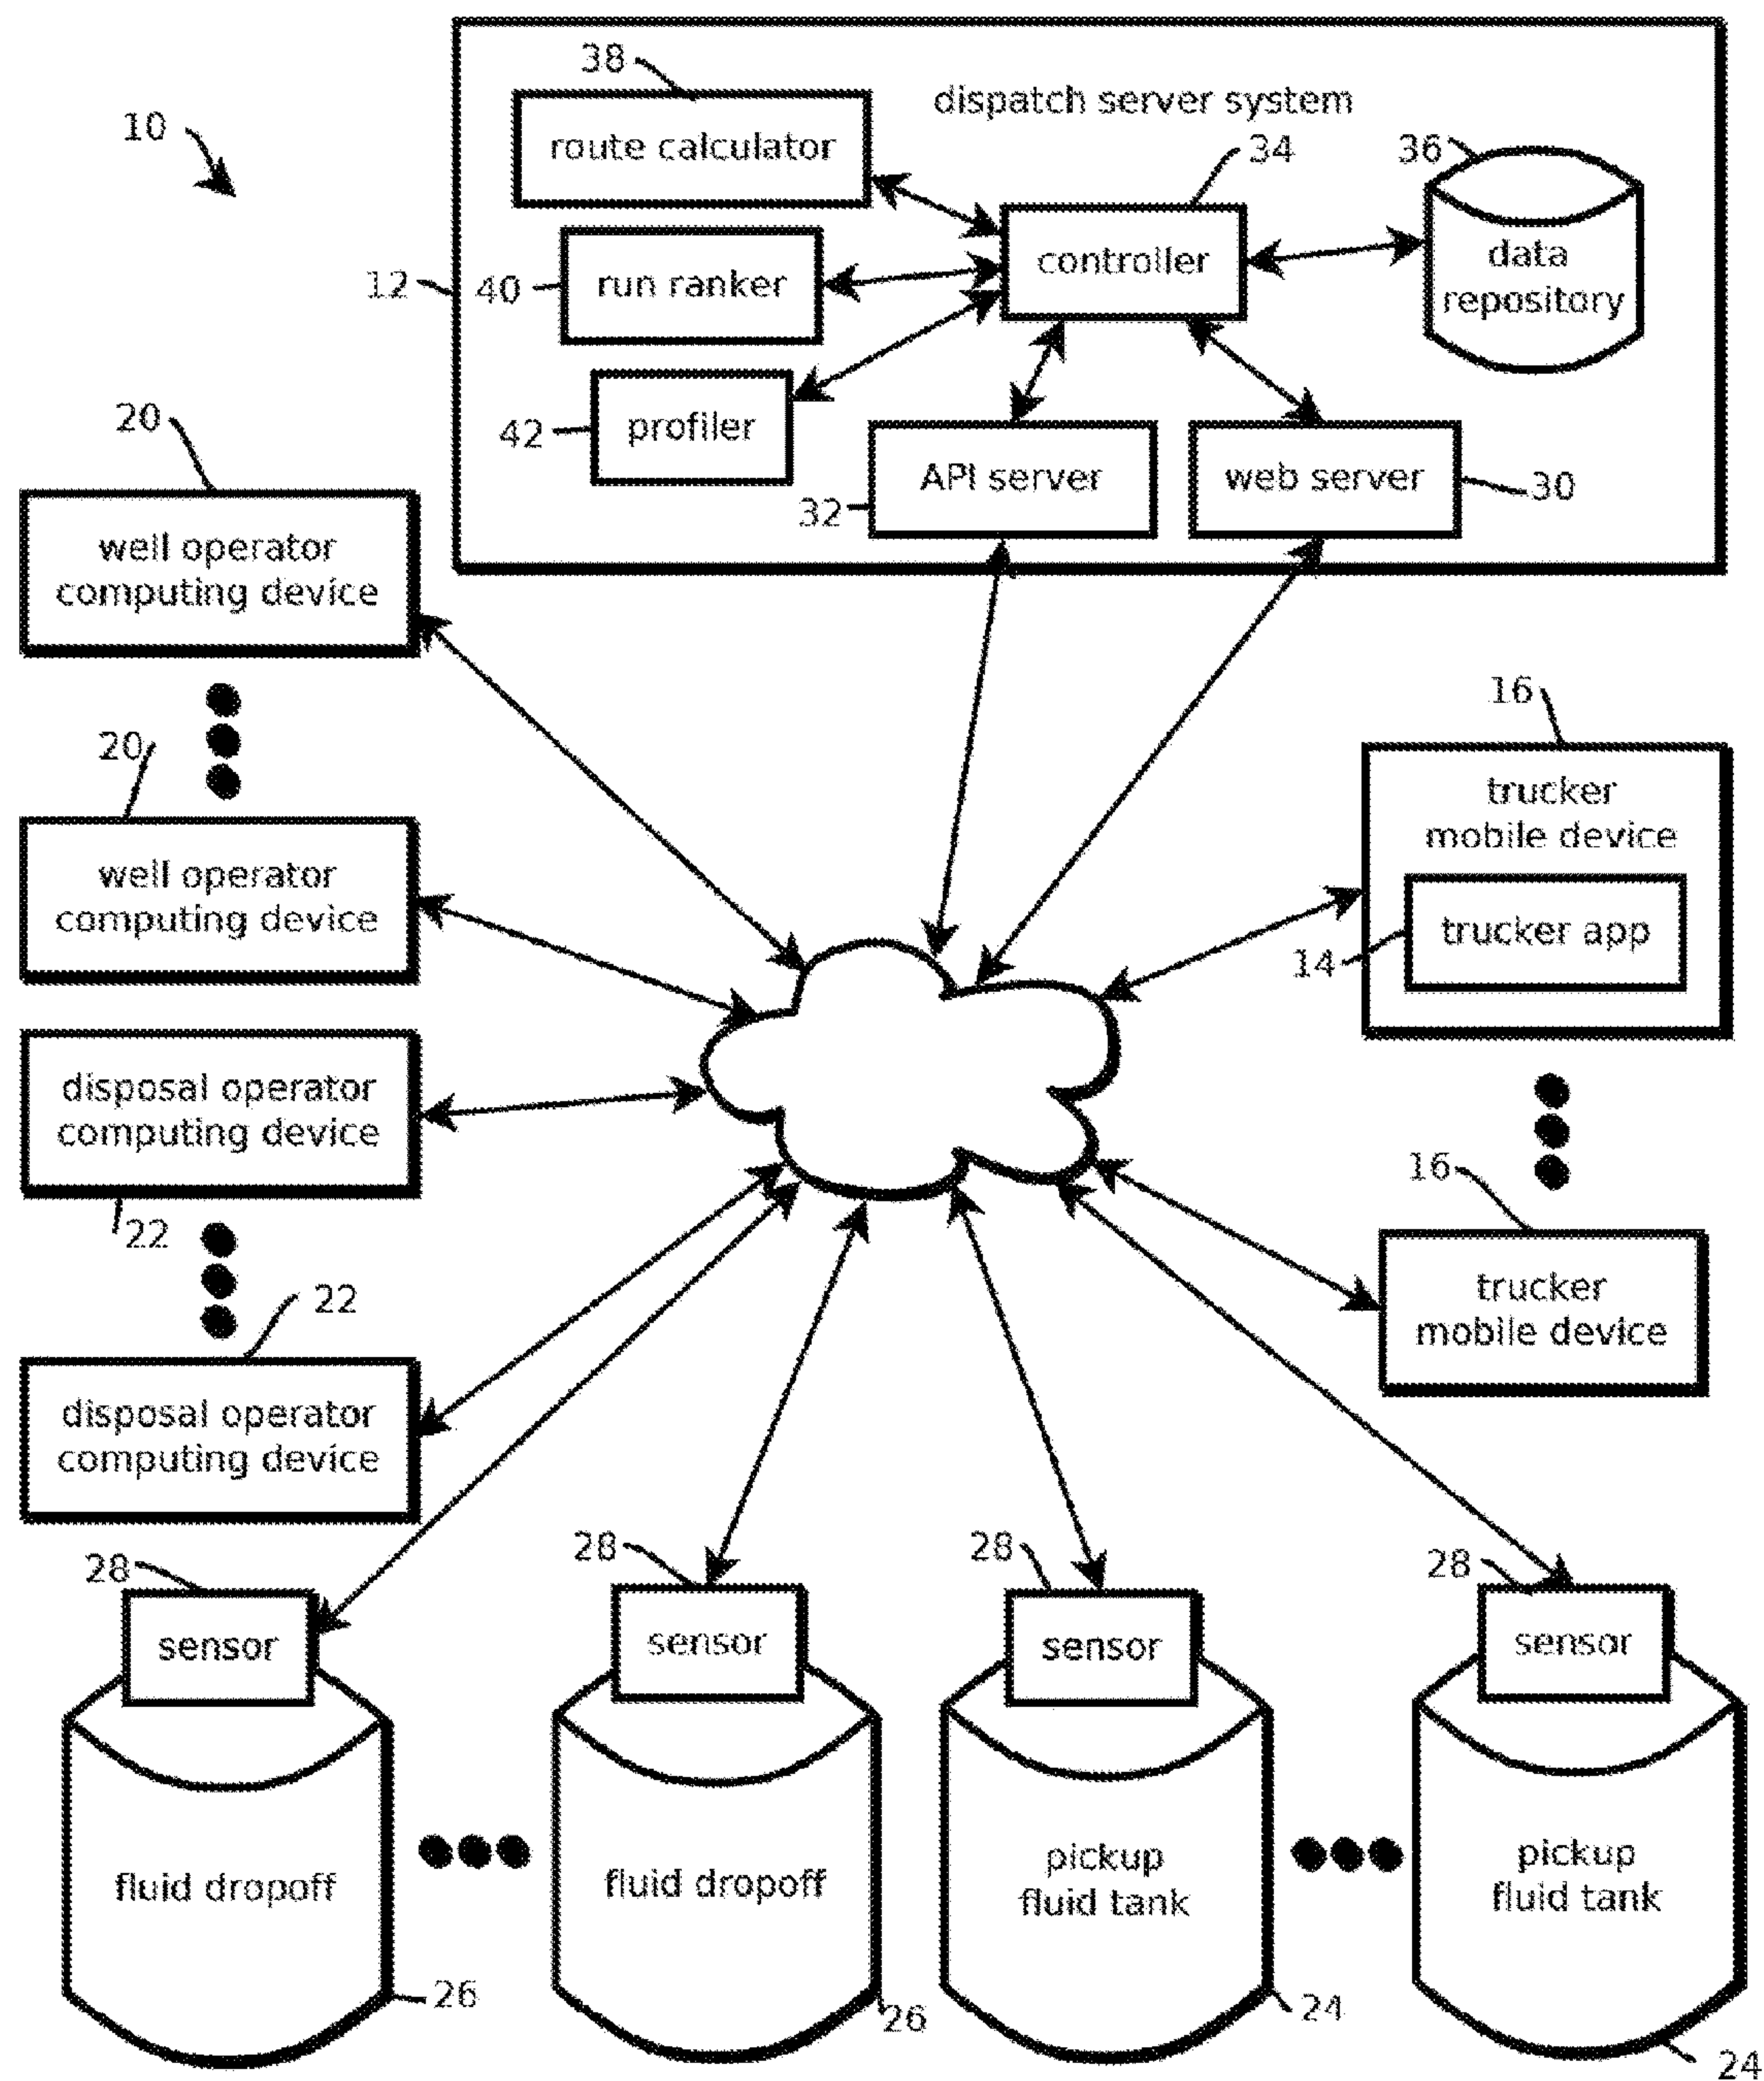 38
dispatch server system
10
route calculator
34
36
controller
data
repository
12
40
run ranker
20
42
profiler
API server
web server
32
30
well operator
computing device
16
20
trucker
mobile device
well operator
computing device
trucker app
14
disposal operator
computing device
16
22
22
trucker
mobile device
disposal operator
computing device
28
28
28
28
sensor
sensor
sensor
sensor
fluid dropoff
fluid dropoff
pickup
fluid tank
pickup
fluid tank
26
26
24
24